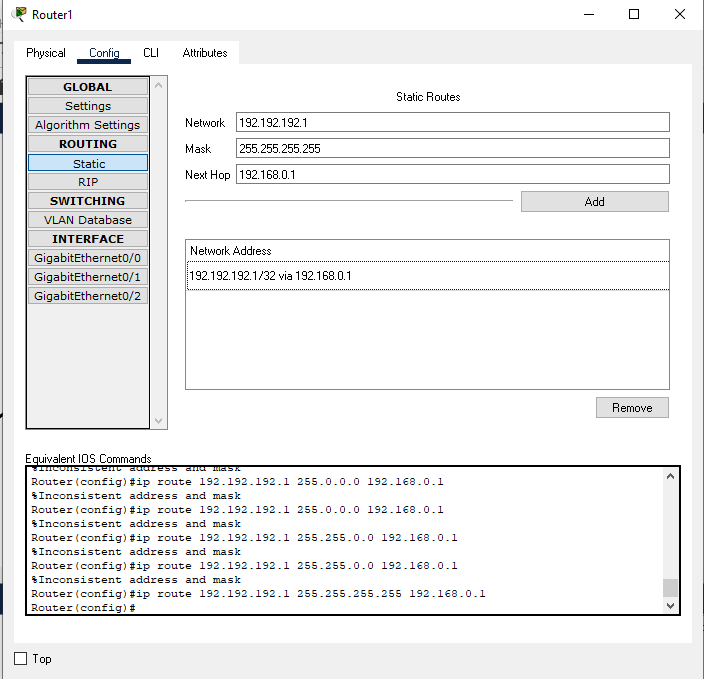 Router1
Physical Config CLI Attributes
GLOBAL
Settings
Algorithm Settings
ROUTING
Static
RIP
SWITCHING
VLAN Database
INTERFACE
GigabitEthernet0/0
GigabitEthernet0/1
GigabitEthernet0/2
Static Routes
Network 192.192.192.1
Mask 255.255.255.255
Next Hop 192.168.0.1
Add
Network Address
192.192.192.1/32 via 192.168.0.1
Remove
Equivalent IOS Commands
%Inconsistent address and mask
Router(config)#ip route 192.192.192.1 255.0.0.0 192.168.0.1
%Inconsistent address and mask
Router(config)#ip route 192.192.192.1 255.0.0.0 192.168.0.1
%Inconsistent address and mask
Router(config)#ip route 192.192.192.1 255.255.0.0 192.168.0.1
%Inconsistent address and mask
Router(config)#ip route 192.192.192.1 255.255.0.0 192.168.0.1
%Inconsistent address and mask
Router(config)#ip route 192.192.192.1 255.255.255.255 192.168.0.1
Router(config)#
Top